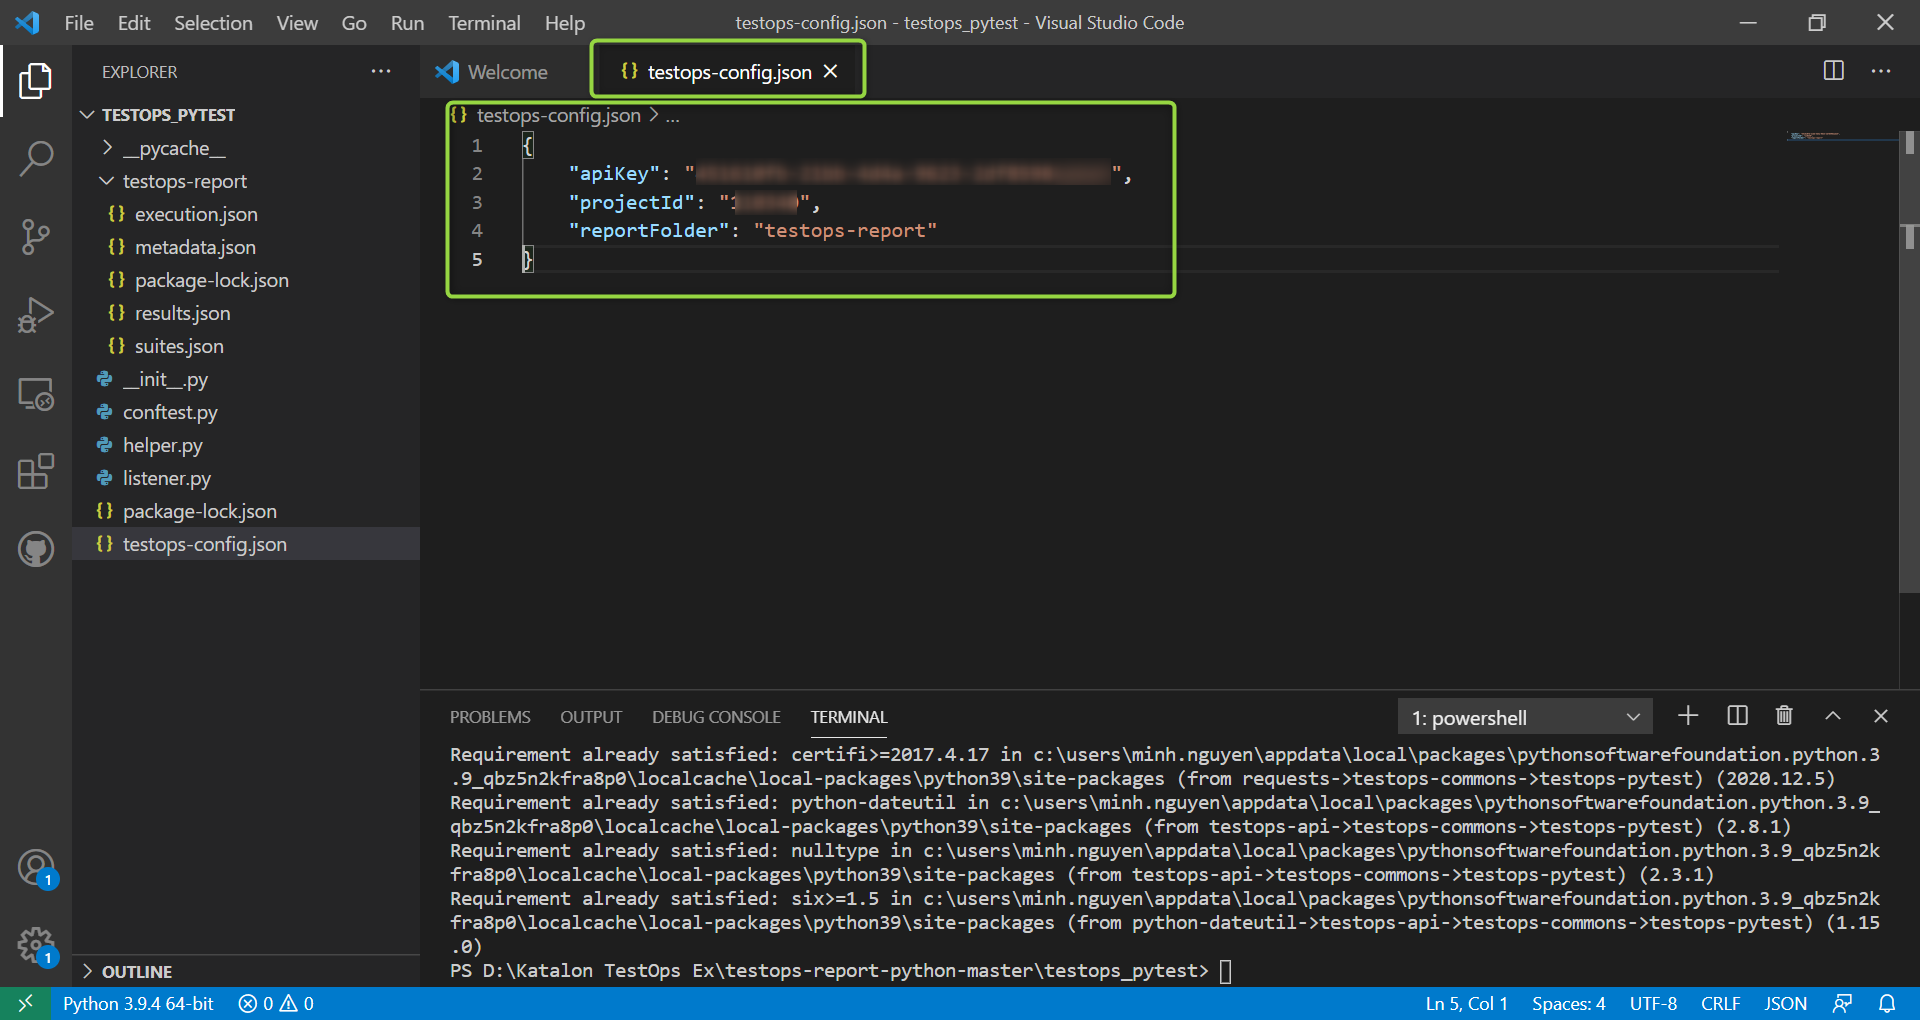 File Edit Selection View Go Run Terminal Help
testops-config.json - testops_pytest - Visual Studio Code
EXPLORER
TESTOPS_PYTEST
__pycache__
testops-report
{} execution.json
{} metadata.json
{} package-lock.json
{} results.json
{} suites.json
__init__.py
conftest.py
helper.py
listener.py
{} package-lock.json
{} testops-config.json
OUTLINE
Welcome
{} testops-config.json
{} testops-config.json > ...
1 {
2 "apiKey": "",
3 "projectId": "",
4 "reportFolder": "testops-report"
5 }
PROBLEMS OUTPUT DEBUG CONSOLE TERMINAL
1: powershell
Requirement already satisfied: certifi>=2017.4.17 in c:\users\minh.nguyen\appdata\local\packages\pythonsoftwarefoundation.python.3
.9_qbz5n2kfra8p0\localcache\local-packages\python39\site-packages (from requests->testops-commons->testops-pytest) (2020.12.5)
Requirement already satisfied: python-dateutil in c:\users\minh.nguyen\appdata\local\packages\pythonsoftwarefoundation.python.3.9_
qbz5n2kfra8p0\localcache\local-packages\python39\site-packages (from testops-api->testops-commons->testops-pytest) (2.8.1)
Requirement already satisfied: nulltype in c:\users\minh.nguyen\appdata\local\packages\pythonsoftwarefoundation.python.3.9_qbz5n2k
fra8p0\localcache\local-packages\python39\site-packages (from testops-api->testops-commons->testops-pytest) (2.3.1)
Requirement already satisfied: six>=1.5 in c:\users\minh.nguyen\appdata\local\packages\pythonsoftwarefoundation.python.3.9_qbz5n2k
fra8p0\localcache\local-packages\python39\site-packages (from python-dateutil->testops-api->testops-commons->testops-pytest) (1.15
.0)
PS D:\Katalon TestOps Ex\testops-report-python-master\testops_pytest>
1
1
Python 3.9.4 64-bit 0 0
Ln 5, Col 1 Spaces: 4 UTF-8 CRLF JSON